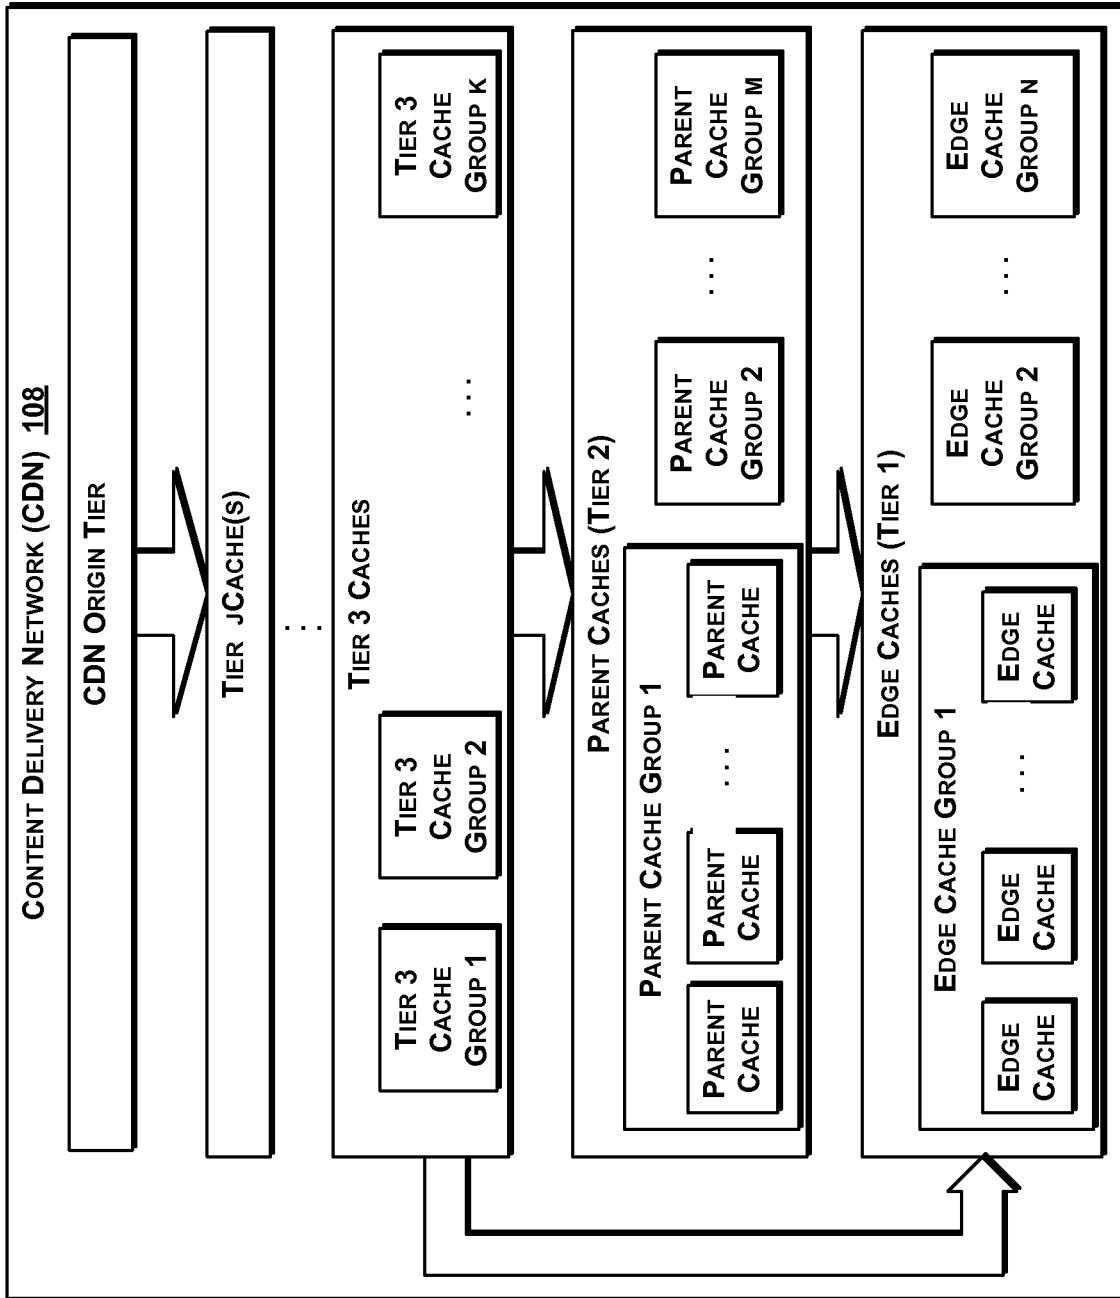 CONTENT DELIVERY NETWORK (CDN) 108
CDN ORIGIN TIER
TIER JCACHE(S)
...
TIER 3 CACHES
TIER 3
CACHE
GROUP 1
TIER 3
CACHE
GROUP 2
...
TIER 3
CACHE
GROUP K
PARENT CACHES (TIER 2)
PARENT CACHE GROUP 1
PARENT
CACHE
PARENT
CACHE
...
PARENT
CACHE
PARENT
CACHE
GROUP 2
...
PARENT
CACHE
GROUP M
EDGE CACHES (TIER 1)
EDGE CACHE GROUP 1
EDGE
CACHE
EDGE
CACHE
...
EDGE
CACHE
EDGE
CACHE
GROUP 2
...
EDGE
CACHE
GROUP N